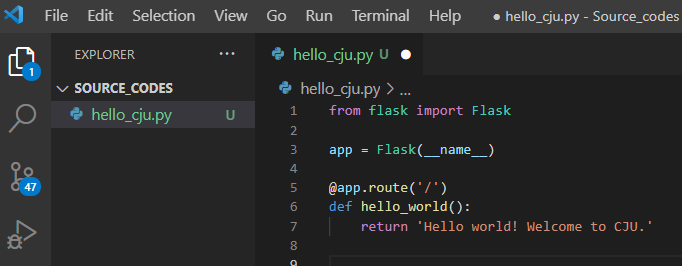 File Edit Selection View Go Run Terminal Help ● hello_cju.py - Source_codes
EXPLORER ...
hello_cju.py U ●
SOURCE_CODES
hello_cju.py > ...
hello_cju.py U
1 from flask import Flask
2
3 app = Flask(__name__)
4
5 @app.route('/')
6 def hello_world():
7 return 'Hello world! Welcome to CJU.'
8
9
1
47